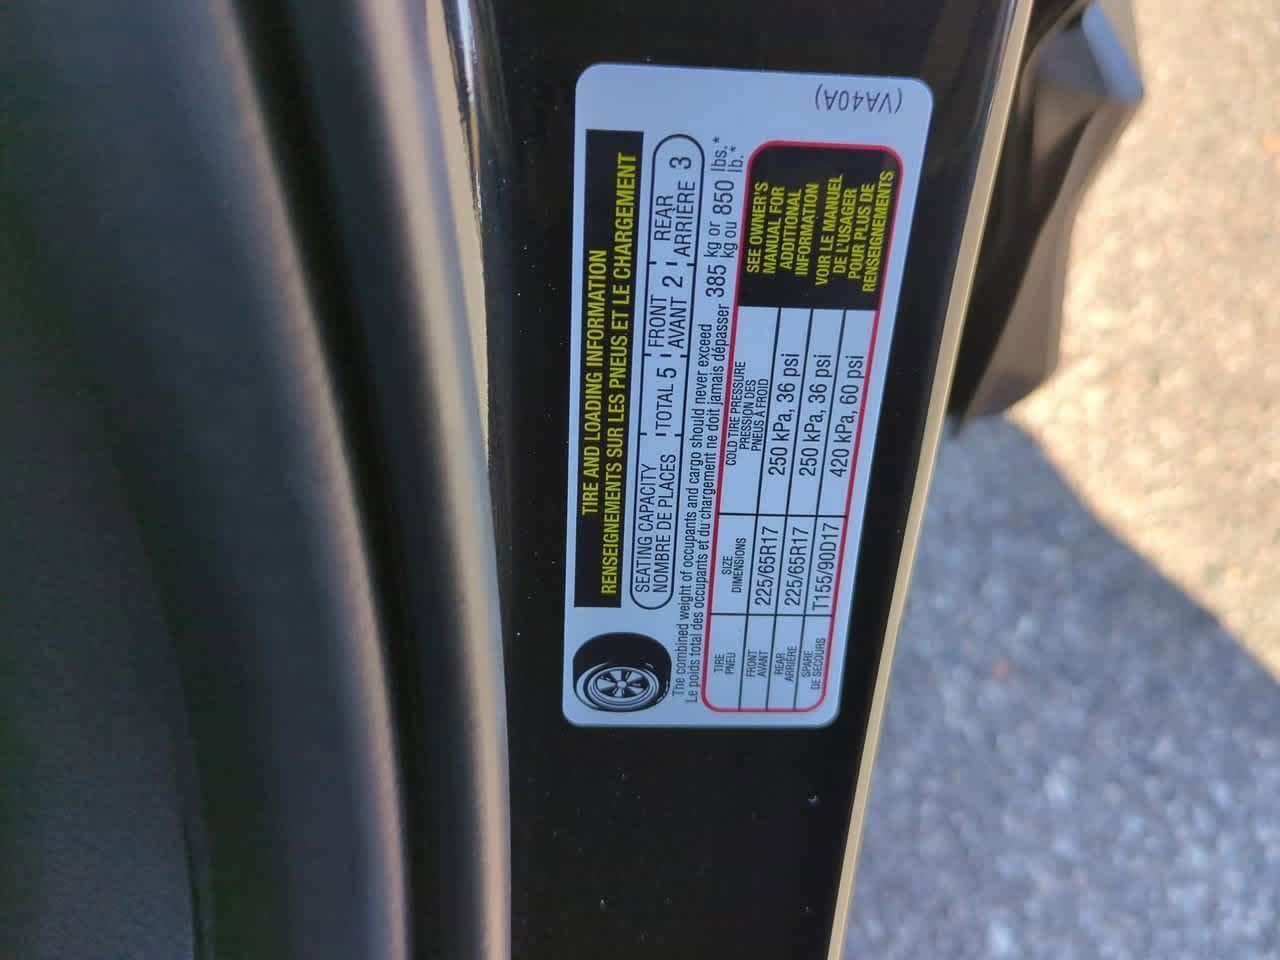 TIRE AND LOADING INFORMATION
RENSEIGNEMENTS SUR LES PNEUS ET LE CHARGEMENT
SEATING CAPACITY
NOMBRE DE PLACES
TOTAL 5
FRONT
AVANT 2
REAR
ARRIÈRE 3
The combined weight of occupants and cargo should never exceed
Le poids total des occupants et du chargement ne doit jamais dépasser
385 kg or 850 lbs.*
kg ou lb.*
TIRE
PNEU
SIZE
DIMENSIONS
COLD TIRE PRESSURE
PRESSION DES
PNEUS À FROID
FRONT
AVANT
225/65R17
250 kPa, 36 psi
REAR
ARRIÈRE
225/65R17
250 kPa, 36 psi
SPARE
DE SECOURS
T155/90D17
420 kPa, 60 psi
SEE OWNER'S
MANUAL FOR
ADDITIONAL
INFORMATION
VOIR LE MANUEL
DE L'USAGER
POUR PLUS DE
RENSEIGNEMENTS
(VA40A)